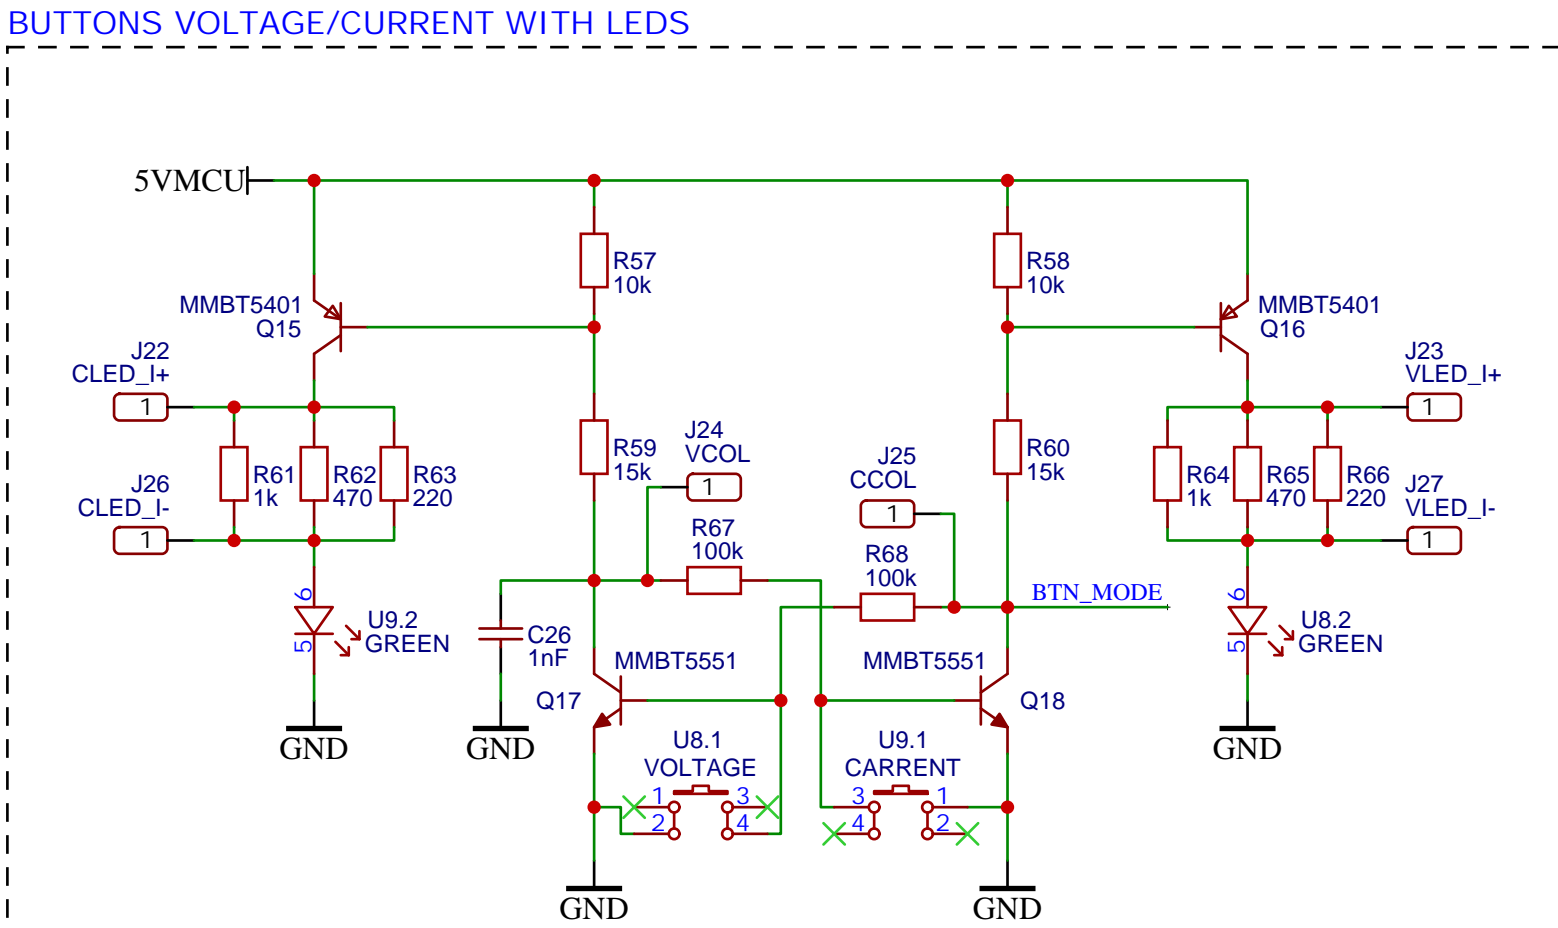 BUTTONS VOLTAGE/CURRENT WITH LEDS
5VMCU
R57
10k
R58
10k
MMBT5401
Q15
MMBT5401
Q16
J22
CLED_I+
1
J23
VLED_I+
1
R59
15k
J24
VCOL
1
R60
15k
J25
CCOL
1
R61
1k
R62
470
R63
220
R64
1k
R65
470
R66
220
J26
CLED_I-
1
J27
VLED_I-
1
R67
100k
R68
100k
BTN_MODE
6
5
U9.2
GREEN
C26
1nF
MMBT5551
Q17
MMBT5551
Q18
6
5
U8.2
GREEN
GND
GND
GND
U8.1
VOLTAGE
1
3
2
4
U9.1
CARRENT
3
1
4
2
GND
GND